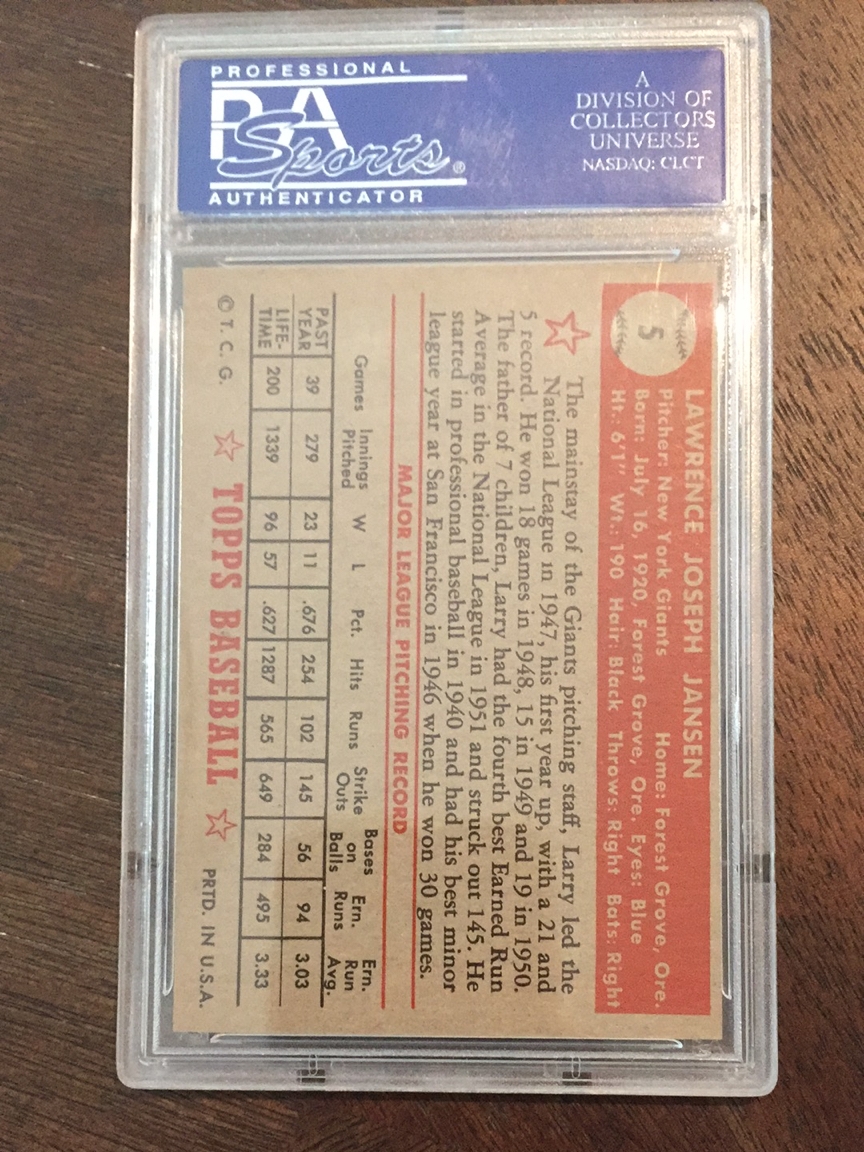 PROFESSIONAL
PSA
Sports®
AUTHENTICATOR
A
DIVISION OF
COLLECTORS
UNIVERSE
NASDAQ: CLCT
5
LAWRENCE JOSEPH JANSEN
Pitcher: New York Giants Home: Forest Grove, Ore.
Born: July 16, 1920, Forest Grove, Ore. Eyes: Blue
Ht.: 6'1" Wt.: 190 Hair: Black Throws: Right Bats: Right
The mainstay of the Giants pitching staff, Larry led the
National League in 1947, his first year up, with a 21 and
5 record. He won 18 games in 1948, 15 in 1949 and 19 in 1950.
The father of 7 children, Larry had the fourth best Earned Run
Average in the National League in 1951 and struck out 145. He
started in professional baseball in 1940 and had his best minor
league year at San Francisco in 1946 when he won 30 games.
MAJOR LEAGUE PITCHING RECORD
Games Innings Pitched W L Pct. Hits Runs Strike Outs Bases on Balls Ern. Runs Ern. Run Avg.
PAST YEAR 39 279 23 11 .676 254 102 145 56 94 3.03
LIFE-TIME 200 1339 96 57 .627 1287 565 649 284 495 3.33
© T. C. G. TOPPS BASEBALL PRTD. IN U.S.A.